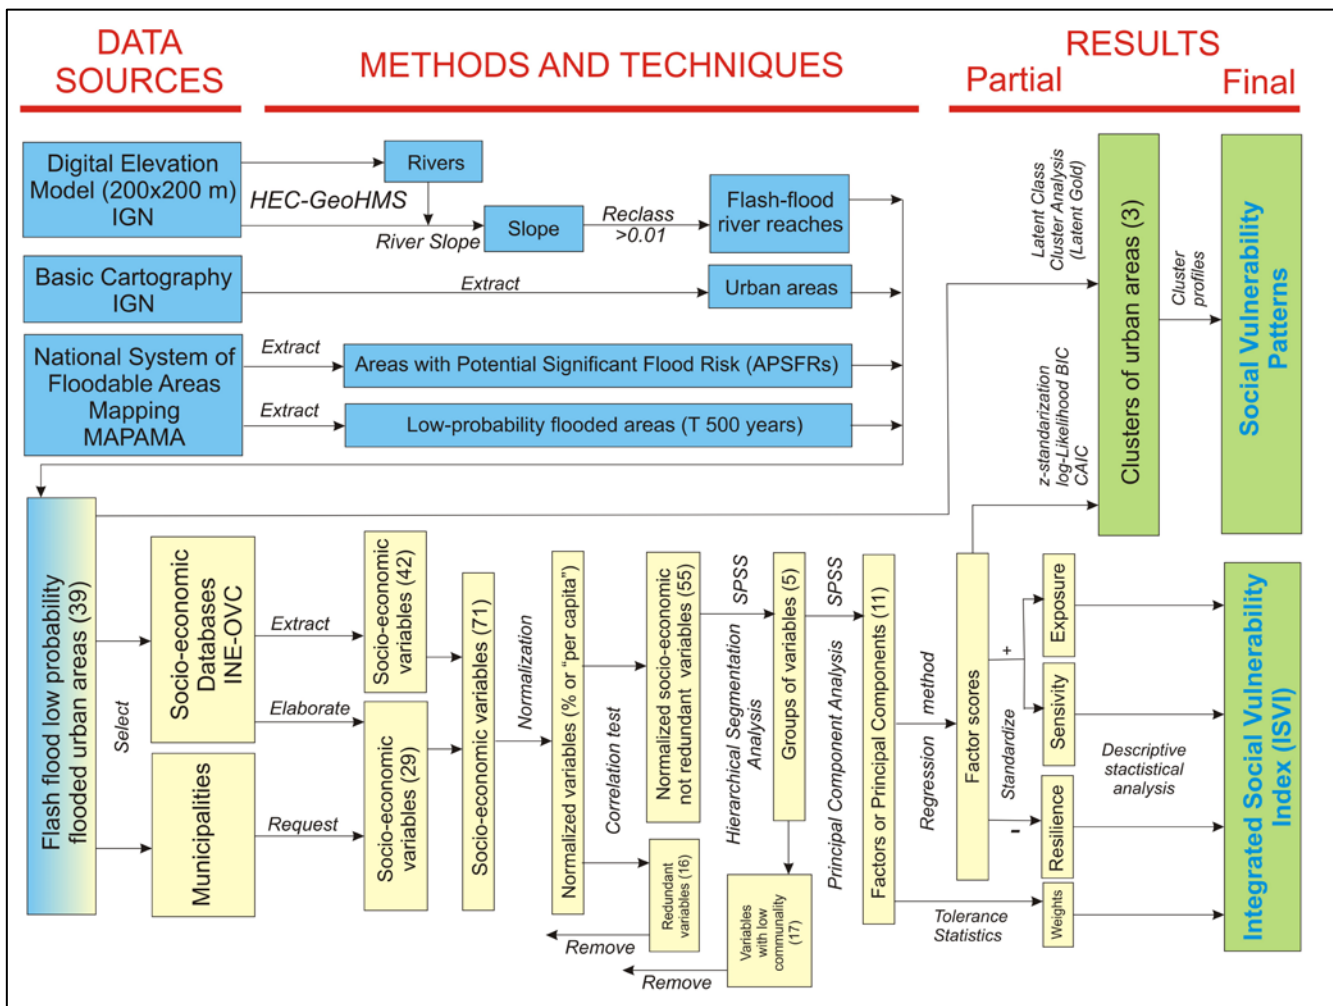 DATA
SOURCES
METHODS AND TECHNIQUES
RESULTS
Partial
Final
Digital Elevation
Model (200x200 m)
IGN
Rivers
HEC-GeoHMS
River Slope
Slope
Reclass
>0.01
Flash-flood
river reaches
Basic Cartography
IGN
Extract
Urban areas
National System of
Floodable Areas
Mapping
MAPAMA
Extract
Areas with Potential Significant Flood Risk (APSFRs)
Extract
Low-probability flooded areas (T 500 years)
Latent Class
Cluster Analysis
(Latent Gold)
z-standarization
log-Likelihood BIC
CAIC
Clusters of urban areas (3)
Cluster
profiles
Social Vulnerability
Patterns
Flash flood low probability
flooded urban areas (39)
Select
Socio-economic
Databases
INE-OVC
Municipalities
Extract
Elaborate
Request
Socio-economic
variables (42)
Socio-economic
variables (29)
Socio-economic variables (71)
Normalization
Normalized variables (% or "per capita")
Correlation test
Normalized socio-economic
not redundant variables (55)
Redundant
variables (16)
Remove
SPSS
Hierarchical Segmentation
Analysis
Groups of variables (5)
Variables
with low
communality
(17)
Remove
SPSS
Principal Component Analysis
Factors or Principal Components (11)
Regression method
Factor scores
+
Standardize
-
Exposure
Sensivity
Resilience
Tolerance
Statistics
Weights
Descriptive
stactistical
analysis
Integrated Social Vulnerability
Index (ISVI)